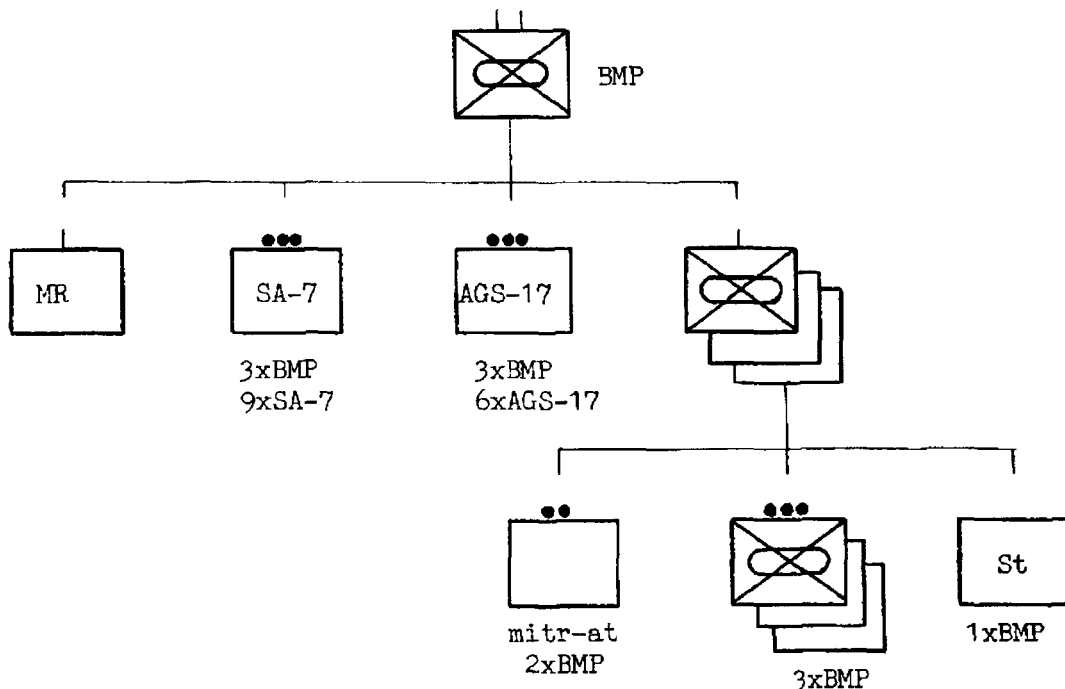 BMP
MR
SA-7
AGS-17
3xBMP
9xSA-7
3xBMP
6xAGS-17
St
mitr-at
2xBMP
3xBMP
1xBMP